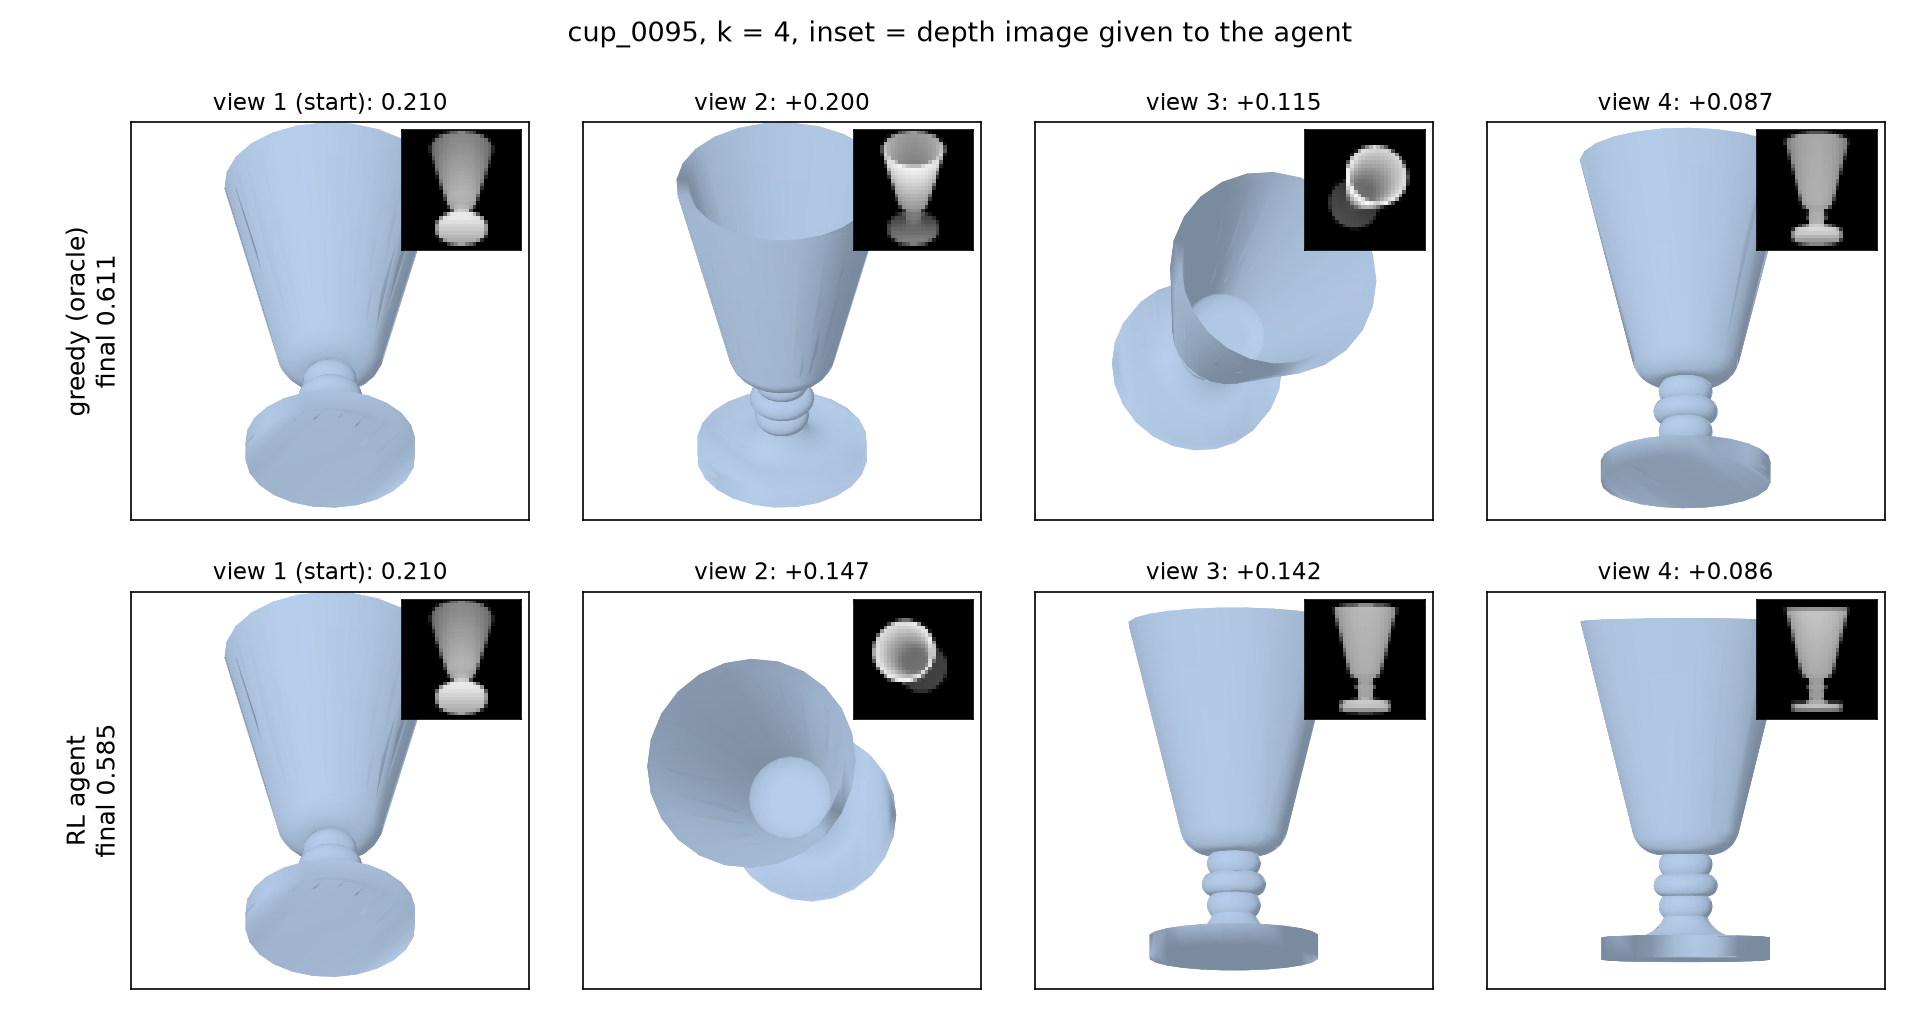 cup_0095, k = 4, inset = depth image given to the agent
greedy (oracle)
final 0.611
view 1 (start): 0.210
view 2: +0.200
view 3: +0.115
view 4: +0.087
RL agent
final 0.585
view 1 (start): 0.210
view 2: +0.147
view 3: +0.142
view 4: +0.086